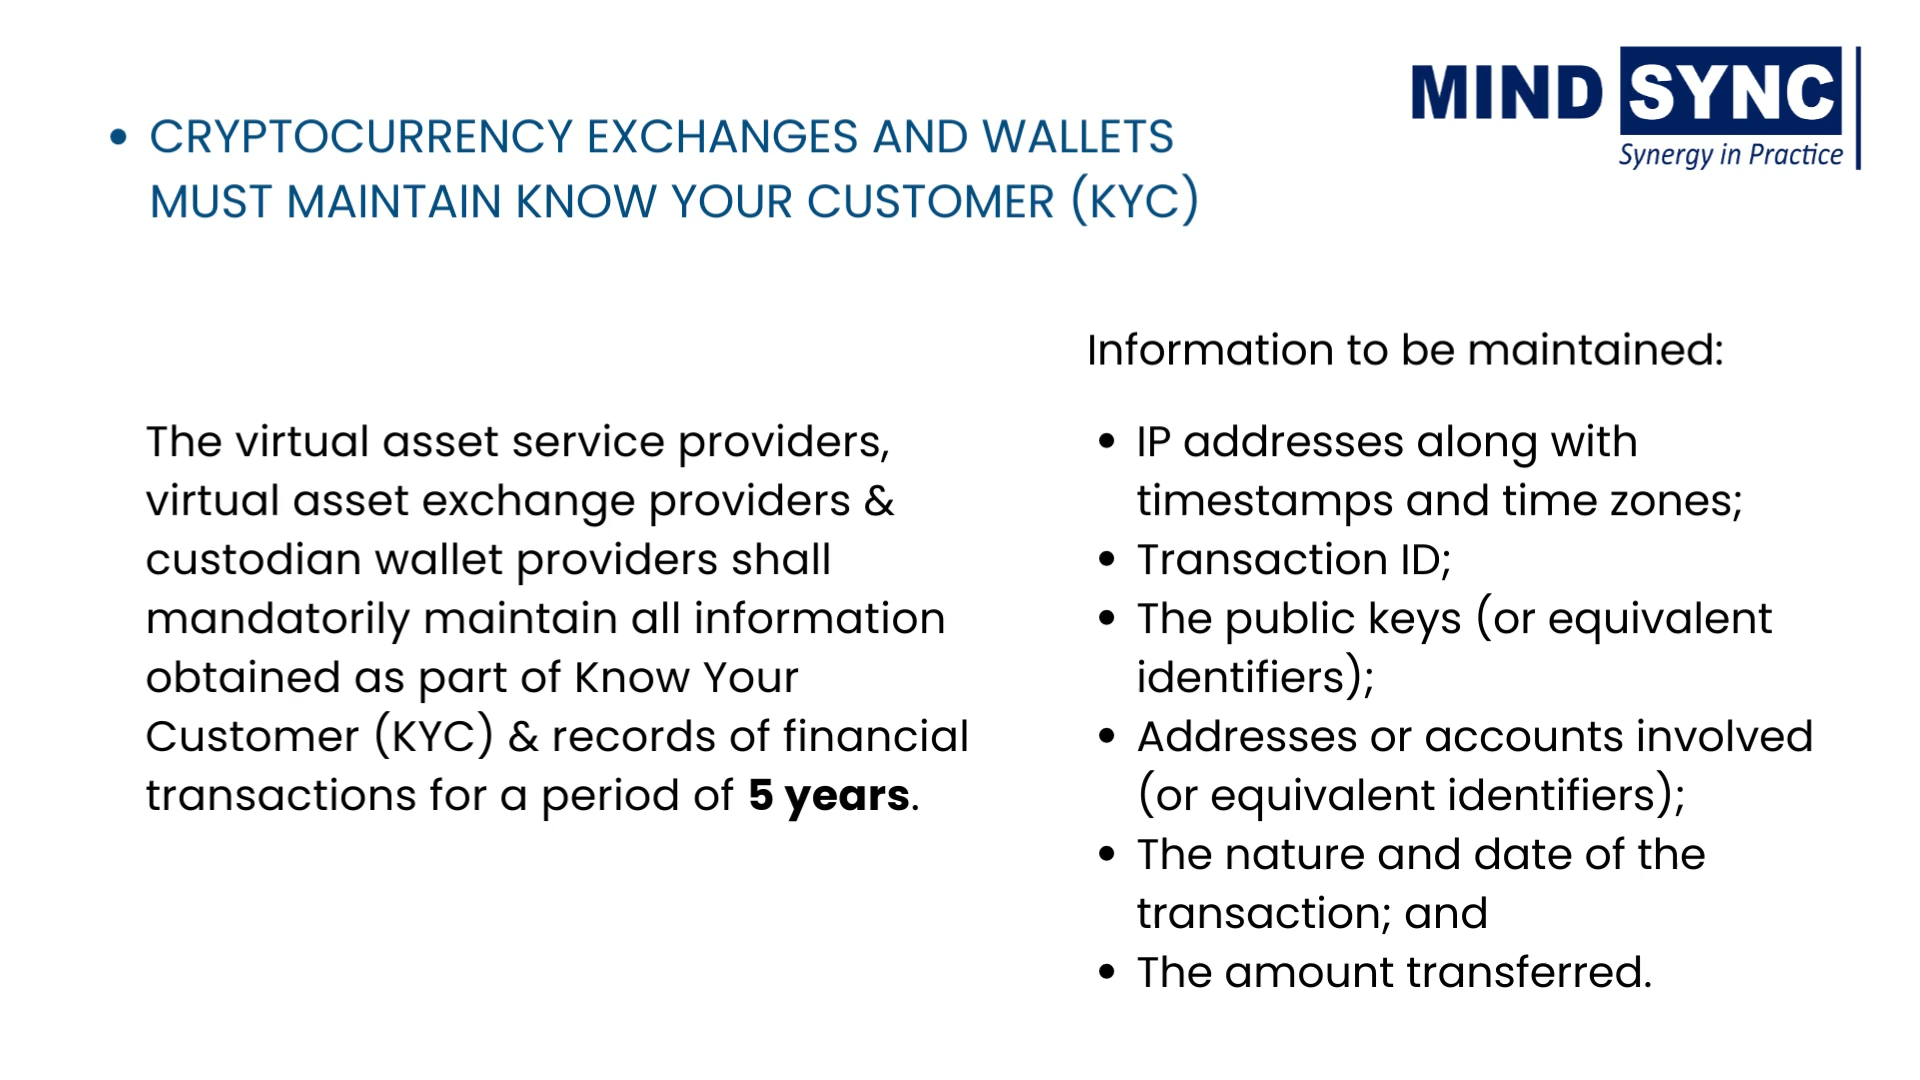 MIND SYNC
Synergy in Practice
• CRYPTOCURRENCY EXCHANGES AND WALLETS
MUST MAINTAIN KNOW YOUR CUSTOMER (KYC)
The virtual asset service providers,
virtual asset exchange providers &
custodian wallet providers shall
mandatorily maintain all information
obtained as part of Know Your
Customer (KYC) & records of financial
transactions for a period of 5 years.
Information to be maintained:
• IP addresses along with
timestamps and time zones;
• Transaction ID;
• The public keys (or equivalent
identifiers);
• Addresses or accounts involved
(or equivalent identifiers);
• The nature and date of the
transaction; and
• The amount transferred.